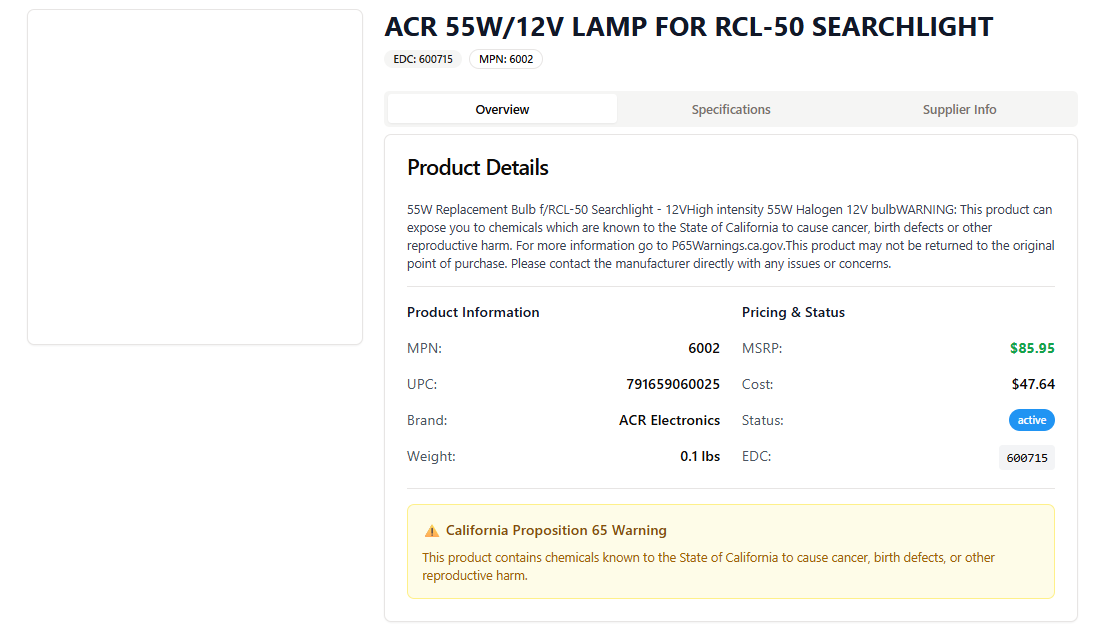 ACR 55W/12V LAMP FOR RCL-50 SEARCHLIGHT
EDC: 600715 MPN: 6002
Overview Specifications Supplier Info
Product Details
55W Replacement Bulb f/RCL-50 Searchlight - 12VHigh intensity 55W Halogen 12V bulbWARNING: This product can
expose you to chemicals which are known to the State of California to cause cancer, birth defects or other
reproductive harm. For more information go to P65Warnings.ca.gov.This product may not be returned to the original
point of purchase. Please contact the manufacturer directly with any issues or concerns.
Product Information
MPN: 6002
UPC: 791659060025
Brand: ACR Electronics
Weight: 0.1 lbs
Pricing & Status
MSRP: $85.95
Cost: $47.64
Status: active
EDC: 600715
California Proposition 65 Warning
This product contains chemicals known to the State of California to cause cancer, birth defects, or other
reproductive harm.